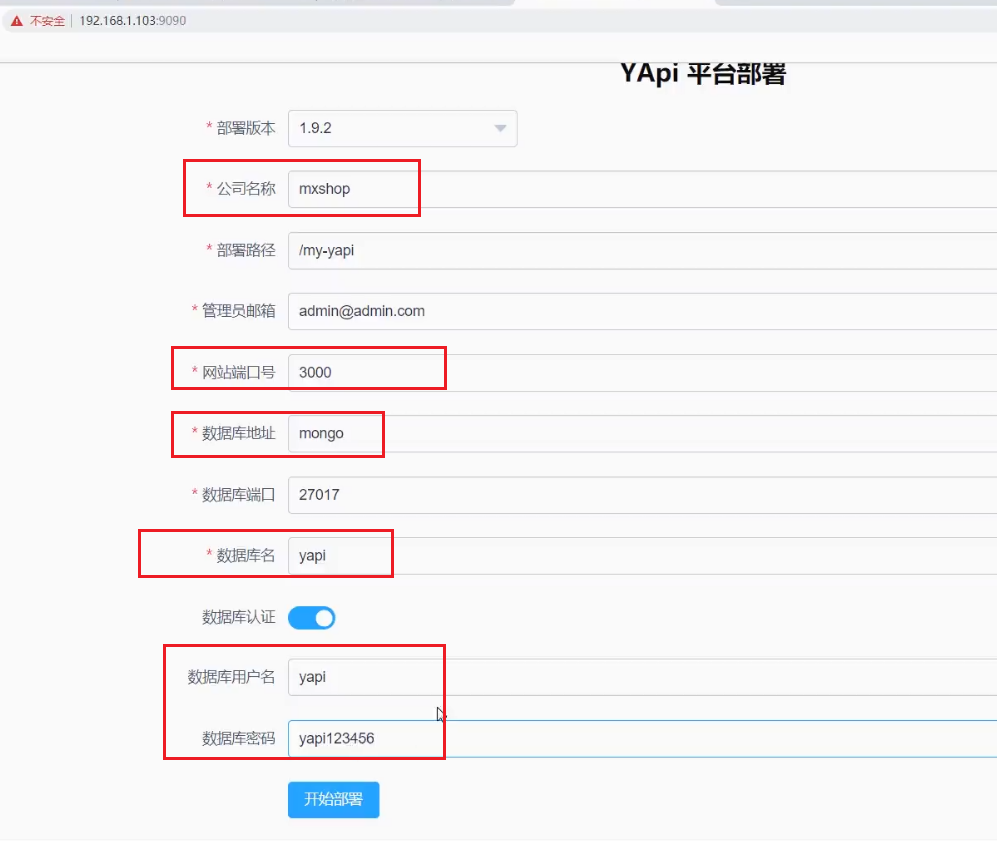 不安全 192.168.1.103:9090
YApi 平台部署
* 部署版本 1.9.2
* 公司名称 mxshop
* 部署路径 /my-yapi
* 管理员邮箱 admin@admin.com
* 网站端口号 3000
* 数据库地址 mongo
* 数据库端口 27017
* 数据库名 yapi
数据库认证
数据库用户名 yapi
数据库密码 yapi123456
开始部署